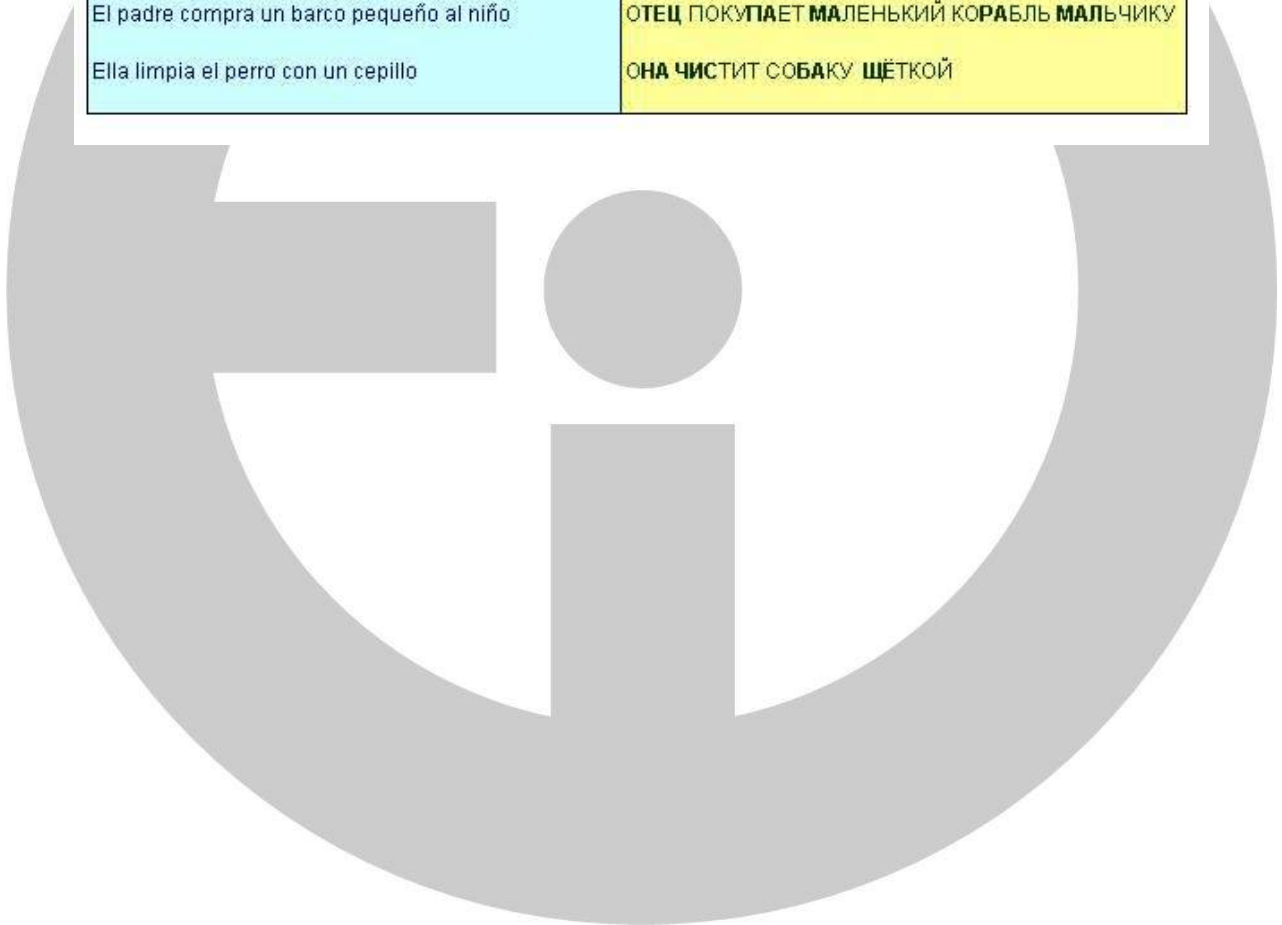 El padre compra un barco pequeño al niño ОТЕЦ ПОКУПАЕТ МАЛЕНЬКИЙ КОРАБЛЬ МАЛЬЧИКУ
Ella limpia el perro con un cepillo ОНА ЧИСТИТ СОБАКУ ЩЁТКОЙ